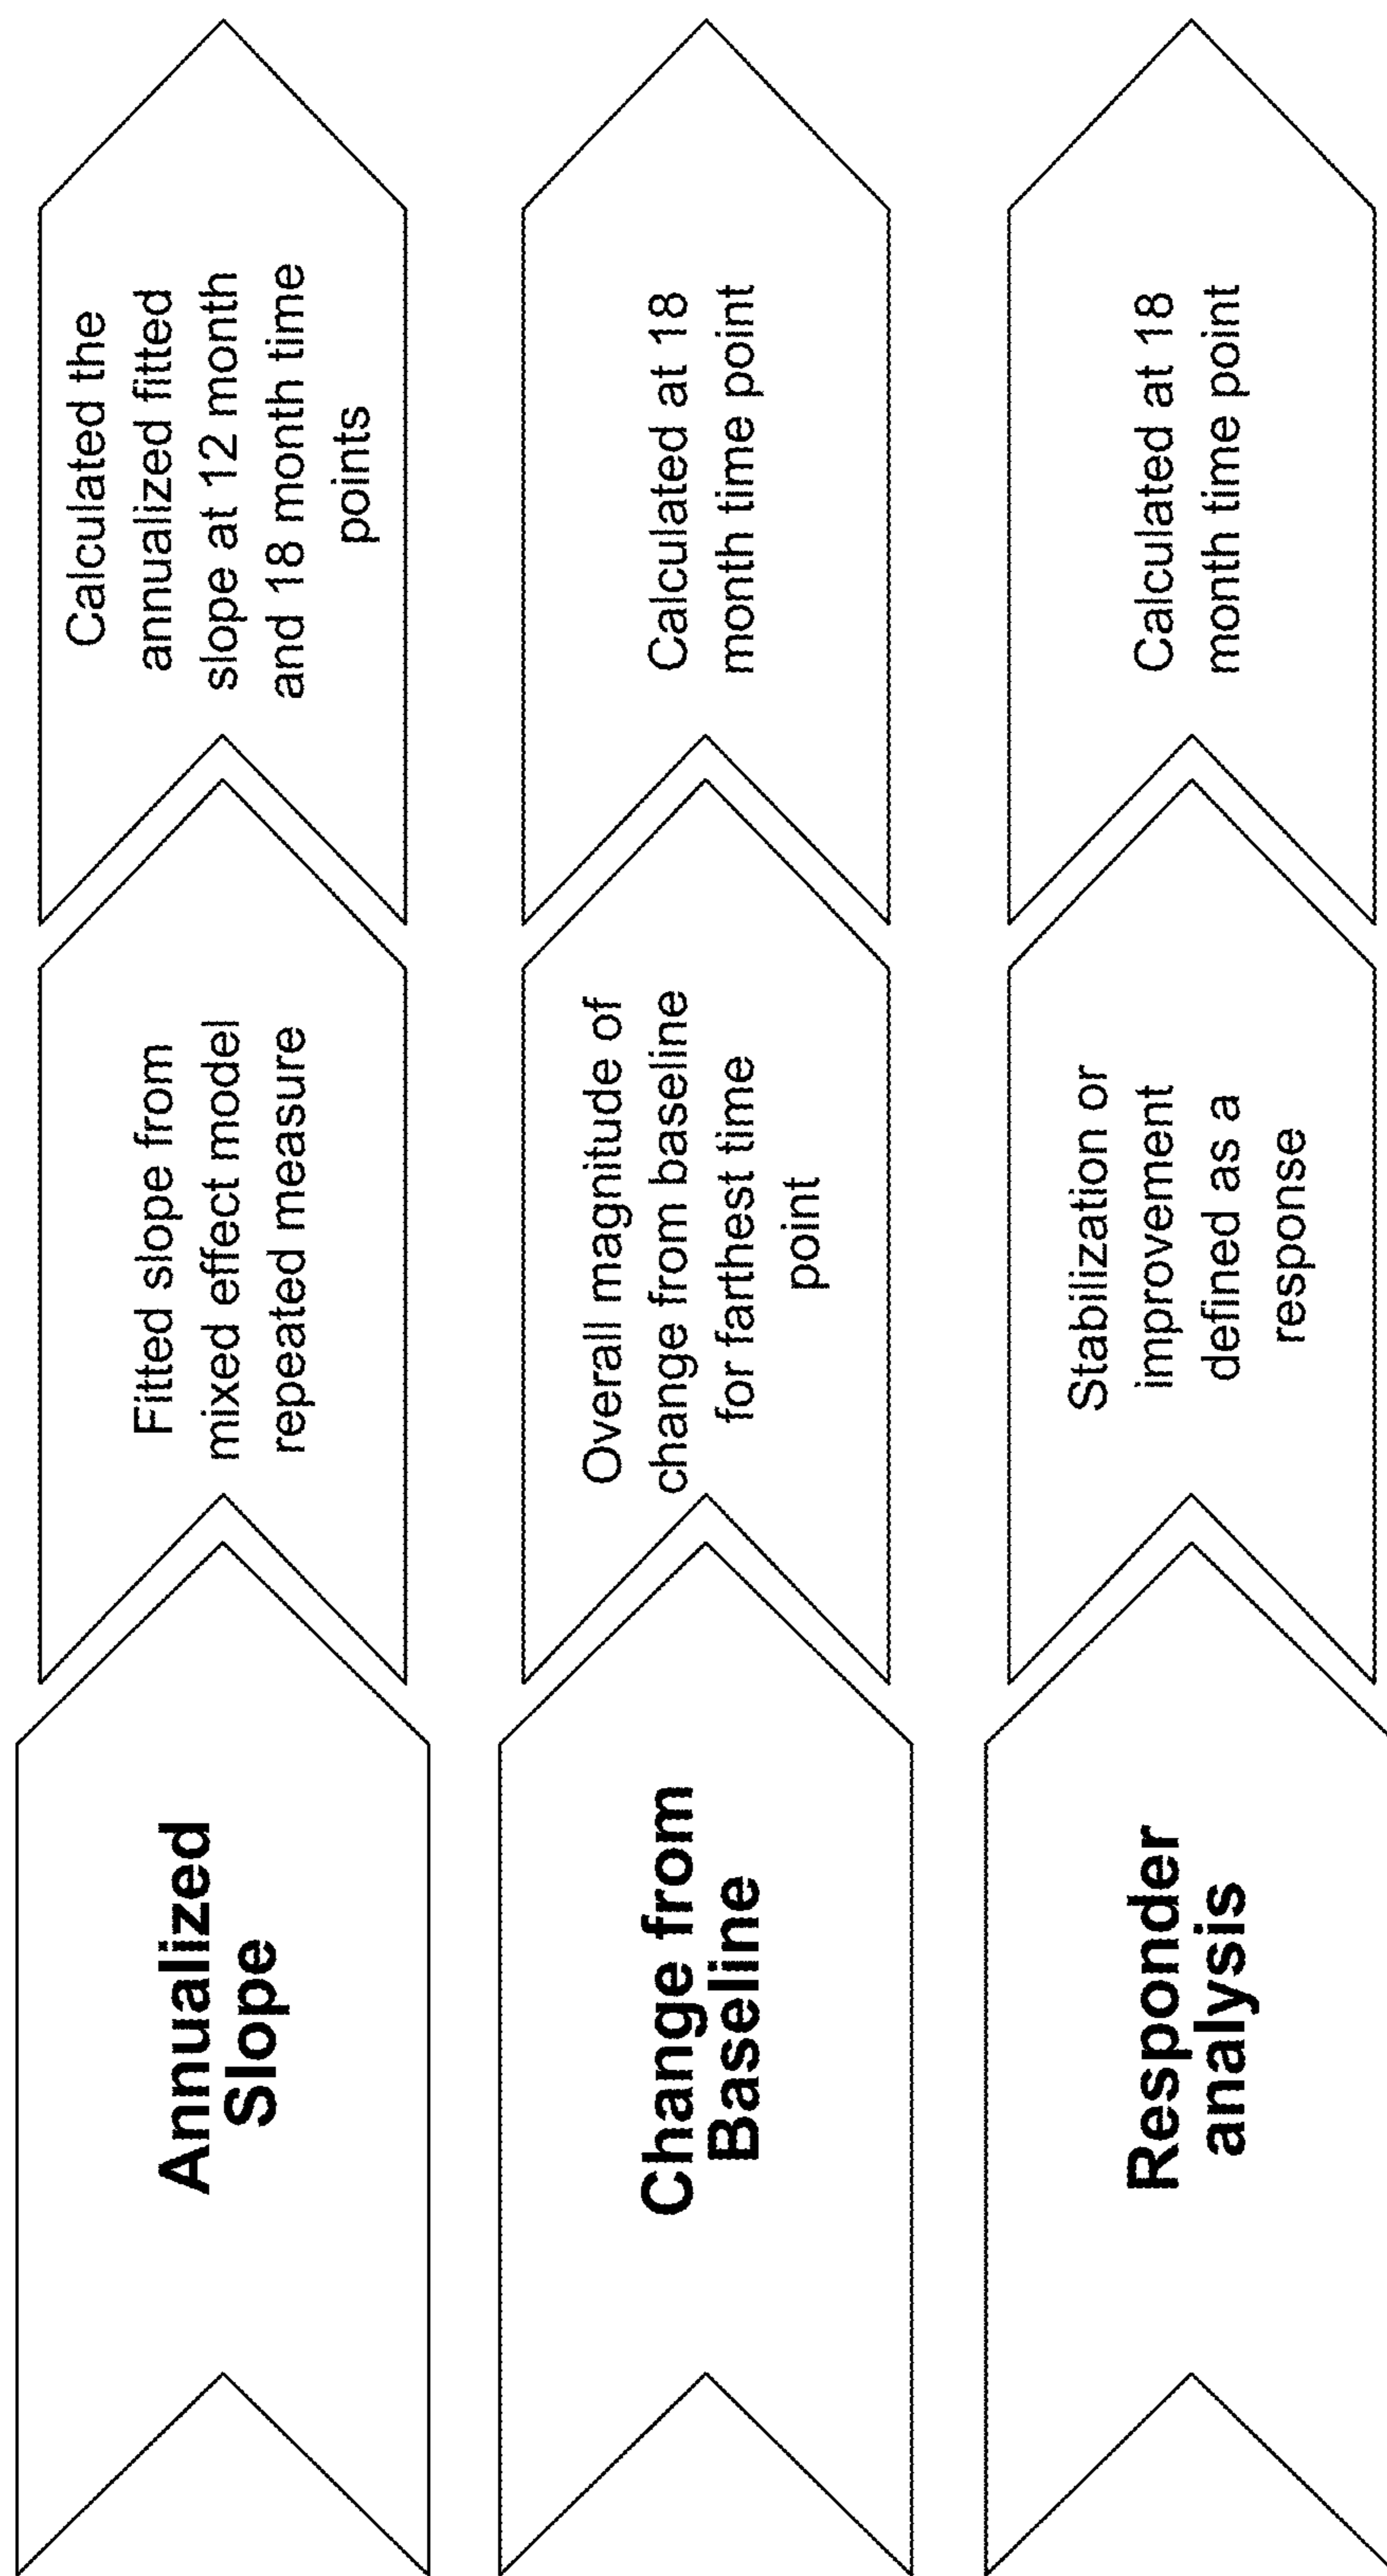 Annualized
Slope
Fitted slope from
mixed effect model
repeated measure
Calculated the
annualized fitted
slope at 12 month
and 18 month time
points
Change from
Baseline
Overall magnitude of
change from baseline
for farthest time
point
Calculated at 18
month time point
Responder
analysis
Stabilization or
improvement
defined as a
response
Calculated at 18
month time point